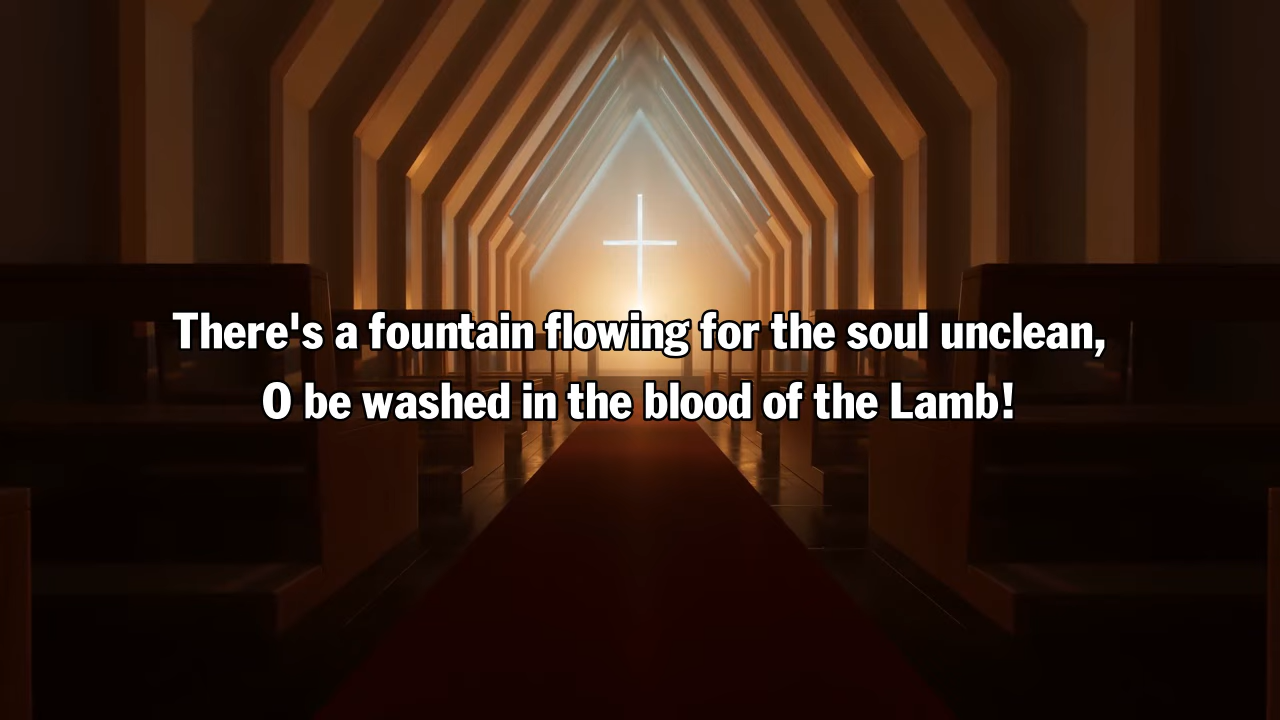 There's a fountain flowing for the soul unclean,
O be washed in the blood of the Lamb!